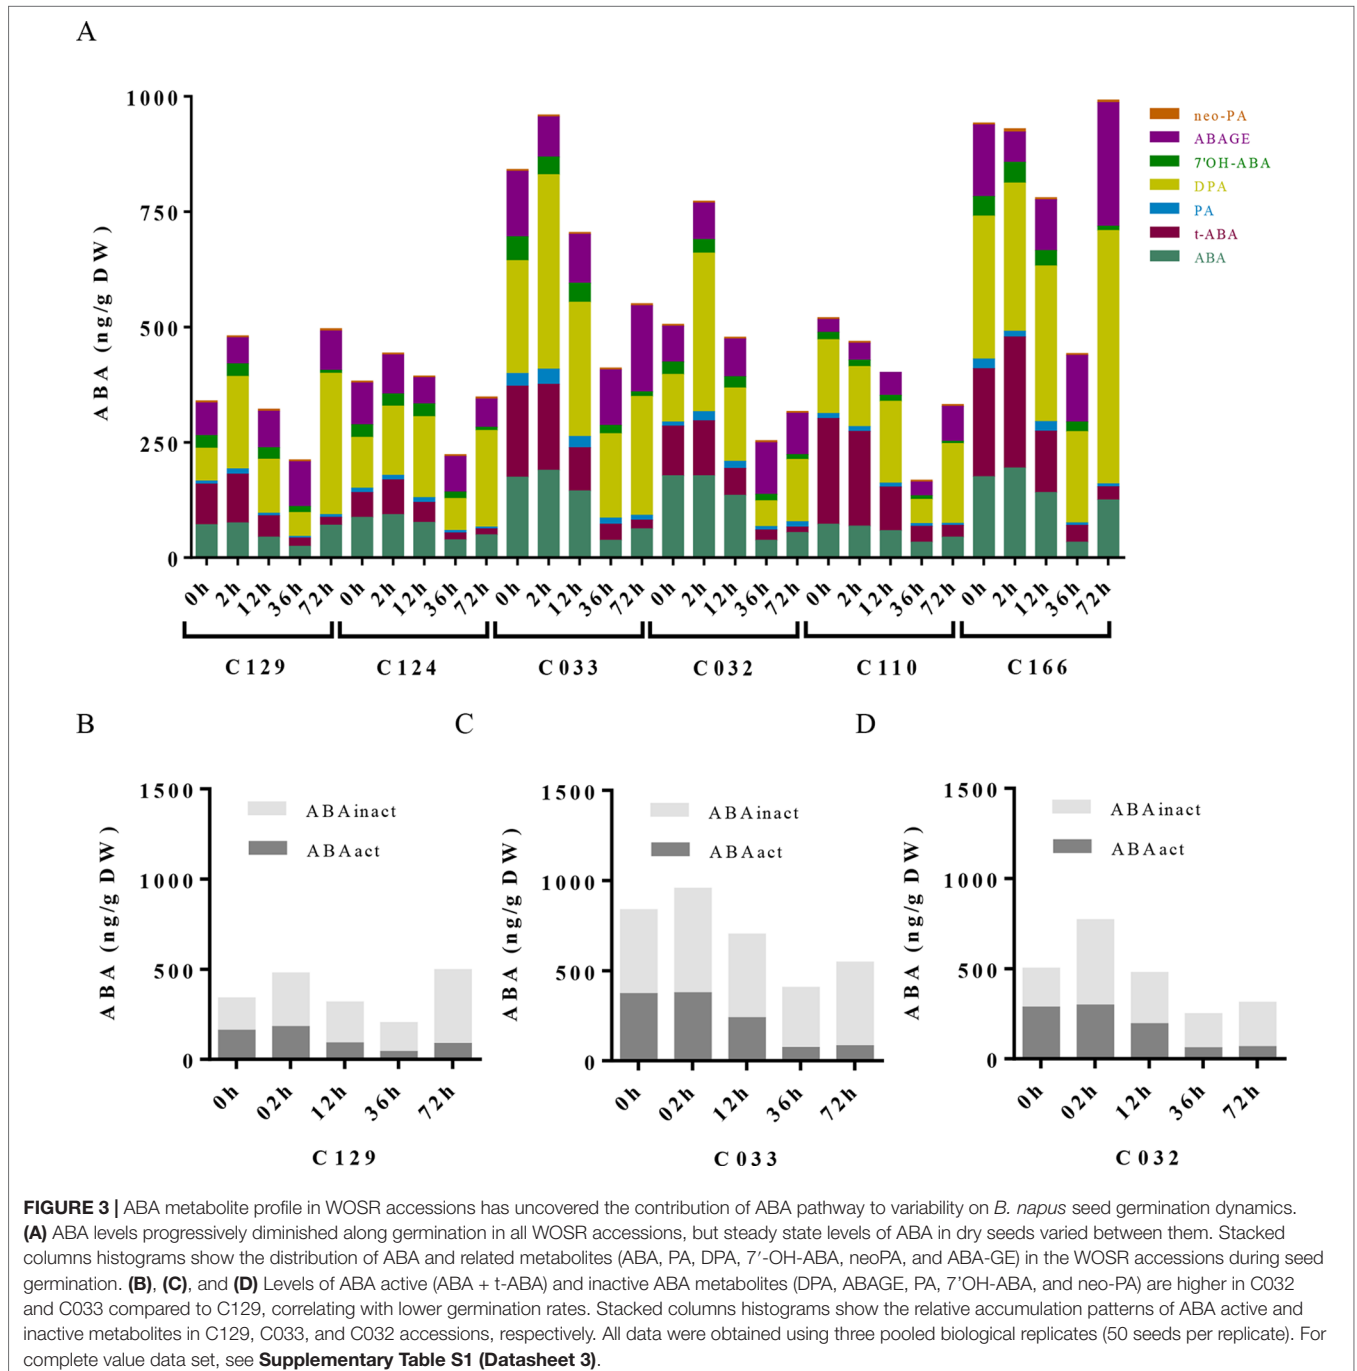 A
1000
750
500
250
0
ABA (ng/g DW)
neo-PA
ABAGE
7'OH-ABA
DPA
PA
t-ABA
ABA
0h 2h 12h 36h 72h 0h 2h 12h 36h 72h 0h 2h 12h 36h 72h 0h 2h 12h 36h 72h 0h 2h 12h 36h 72h 0h 2h 12h 36h 72h
C129 C124 C033 C032 C110 C166
B
1500
1000
500
0
ABA (ng/g DW)
ABAinact
ABAact
0h 02h 12h 36h 72h
C129
C
1500
1000
500
0
ABA (ng/g DW)
ABAinact
ABAact
0h 02h 12h 36h 72h
C033
D
1500
1000
500
0
ABA (ng/g DW)
ABAinact
ABAact
0h 02h 12h 36h 72h
C032
FIGURE 3 | ABA metabolite profile in WOSR accessions has uncovered the contribution of ABA pathway to variability on B. napus seed germination dynamics.
(A) ABA levels progressively diminished along germination in all WOSR accessions, but steady state levels of ABA in dry seeds varied between them. Stacked
columns histograms show the distribution of ABA and related metabolites (ABA, PA, DPA, 7′-OH-ABA, neoPA, and ABA-GE) in the WOSR accessions during seed
germination. (B), (C), and (D) Levels of ABA active (ABA + t-ABA) and inactive ABA metabolites (DPA, ABAGE, PA, 7'OH-ABA, and neo-PA) are higher in C032
and C033 compared to C129, correlating with lower germination rates. Stacked columns histograms show the relative accumulation patterns of ABA active and
inactive metabolites in C129, C033, and C032 accessions, respectively. All data were obtained using three pooled biological replicates (50 seeds per replicate). For
complete value data set, see Supplementary Table S1 (Datasheet 3).